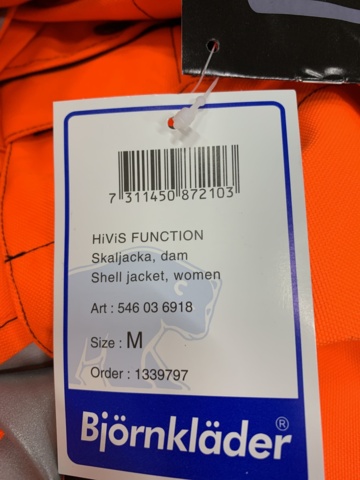 7 311450 872103
HiViS FUNCTION
Skaljacka, dam
Shell jacket, women
Art : 546 03 6918
Size : M
Order : 1339797
Björnkläder®